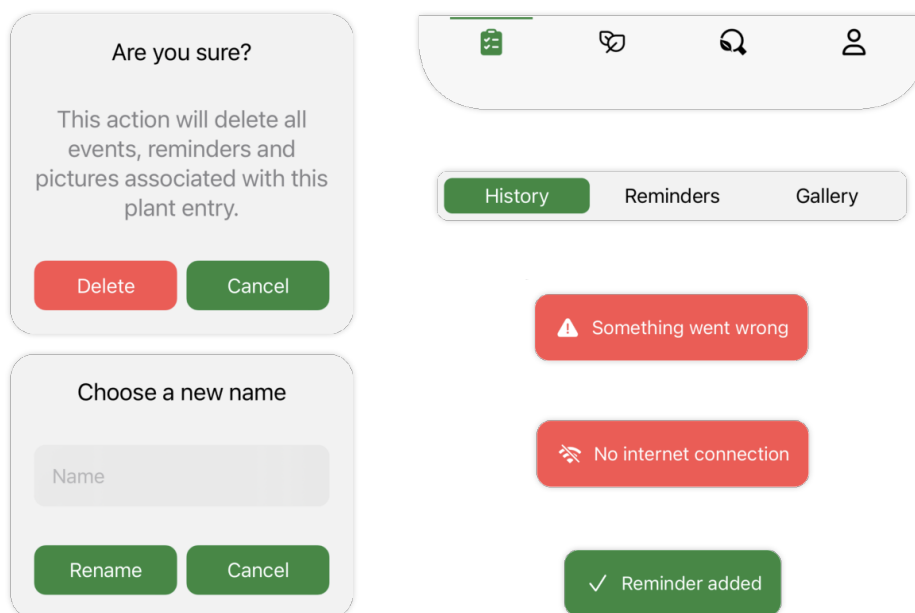 Are you sure?
This action will delete all
events, reminders and
pictures associated with this
plant entry.
Delete
Cancel
Choose a new name
Name
Rename
Cancel
History
Reminders
Gallery
Something went wrong
No internet connection
Reminder added